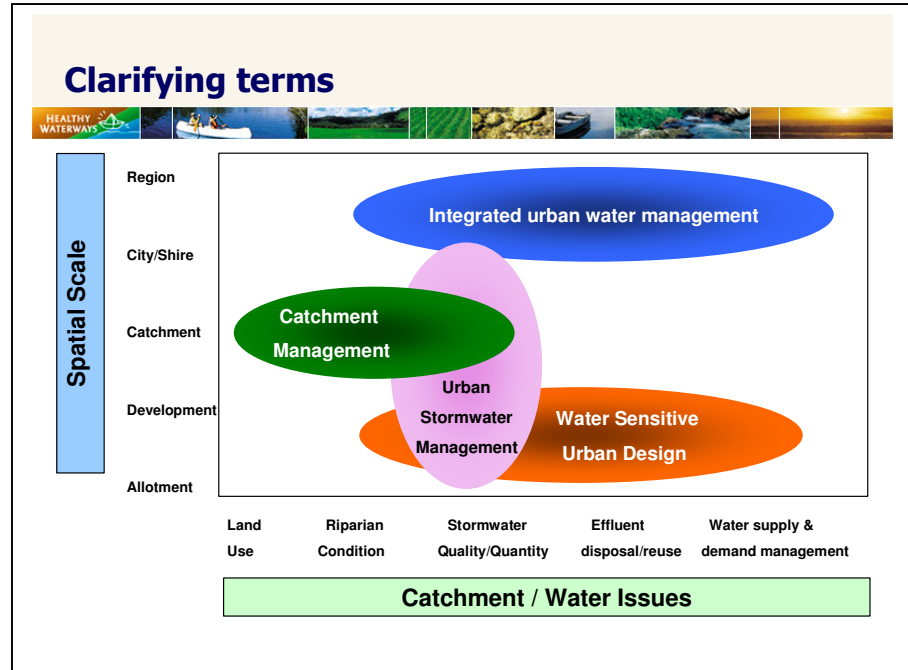 Clarifying terms
HEALTHY
WATERWAYS
Spatial Scale
Region
City/Shire
Catchment
Development
Allotment
Integrated urban water management
Catchment
Management
Urban
Stormwater
Management
Water Sensitive
Urban Design
Land
Use
Riparian
Condition
Stormwater
Quality/Quantity
Effluent
disposal/reuse
Water supply &
demand management
Catchment / Water Issues